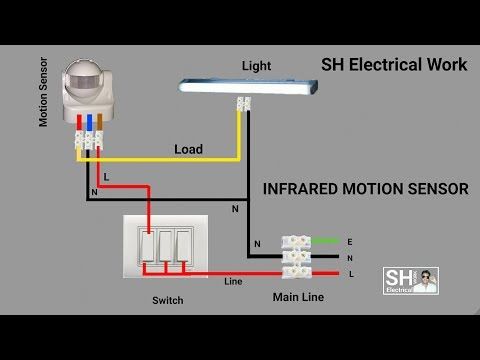 Motion Sensor
Light
SH Electrical Work
Load
L
N
INFRARED MOTION SENSOR
N
N
E
N
L
Line
Switch
Main Line
SH
Electrical